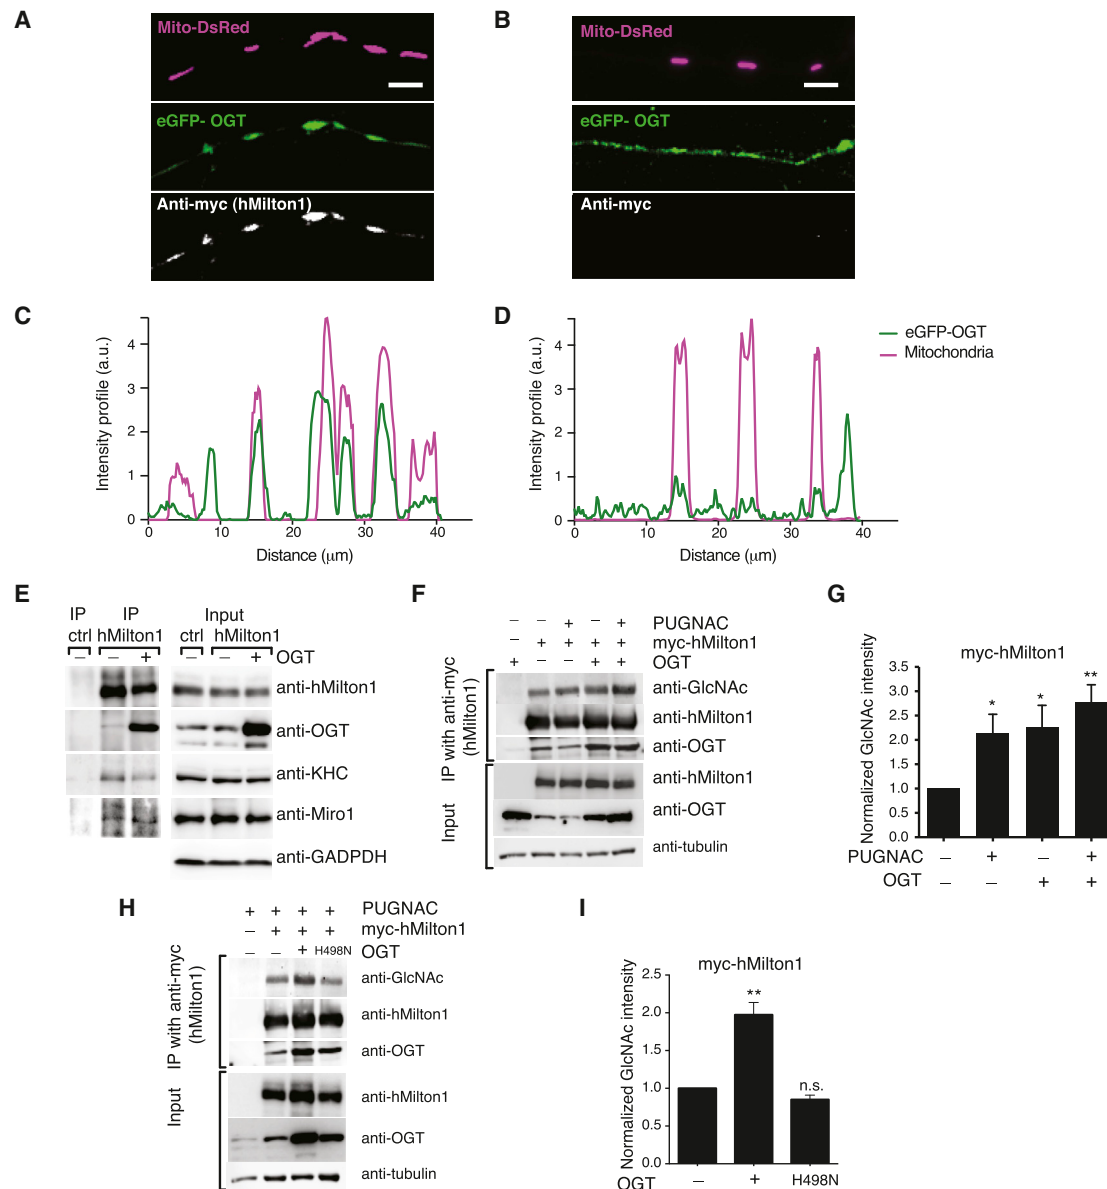 A
Mito-DsRed
eGFP- OGT
Anti-myc (hMilton1)
B
Mito-DsRed
eGFP- OGT
Anti-myc
C
Intensity profile (a.u.)
4
3
2
1
0
0 10 20 30 40
Distance (μm)
D
Intensity profile (a.u.)
4
3
2
1
0
0 10 20 30 40
Distance (μm)
eGFP-OGT
Mitochondria
E
IP IP Input
ctrl hMilton1 ctrl hMilton1
– – + – – + OGT
anti-hMilton1
anti-OGT
anti-KHC
anti-Miro1
anti-GADPDH
F
– – + – + PUGNAC
– + + + + myc-hMilton1
+ – – + + OGT
IP with anti-myc
(hMilton1)
anti-GlcNAc
anti-hMilton1
anti-OGT
Input
anti-hMilton1
anti-OGT
anti-tubulin
G
myc-hMilton1
Normalized GlcNAc intensity
3.5
3.0
2.5
2.0
1.5
1.0
0.5
0.0
* * **
PUGNAC – + – +
OGT – – + +
H
+ + + + PUGNAC
– + + + myc-hMilton1
– – + H498N OGT
IP with anti-myc
(hMilton1)
anti-GlcNAc
anti-hMilton1
anti-OGT
Input
anti-hMilton1
anti-OGT
anti-tubulin
I
myc-hMilton1
Normalized GlcNAc intensity
2.5
2.0
1.5
1.0
0.5
0.0
** n.s.
OGT – + H498N